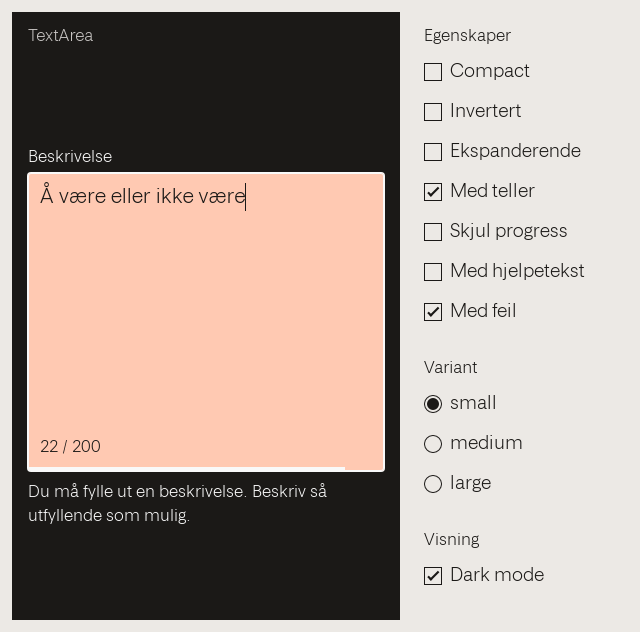 TextArea
Beskrivelse
Å være eller ikke være
22 / 200
Du må fylle ut en beskrivelse. Beskriv så
utfyllende som mulig.
Egenskaper
Compact
Invertert
Ekspanderende
Med teller
Skjul progress
Med hjelpetekst
Med feil
Variant
small
medium
large
Visning
Dark mode